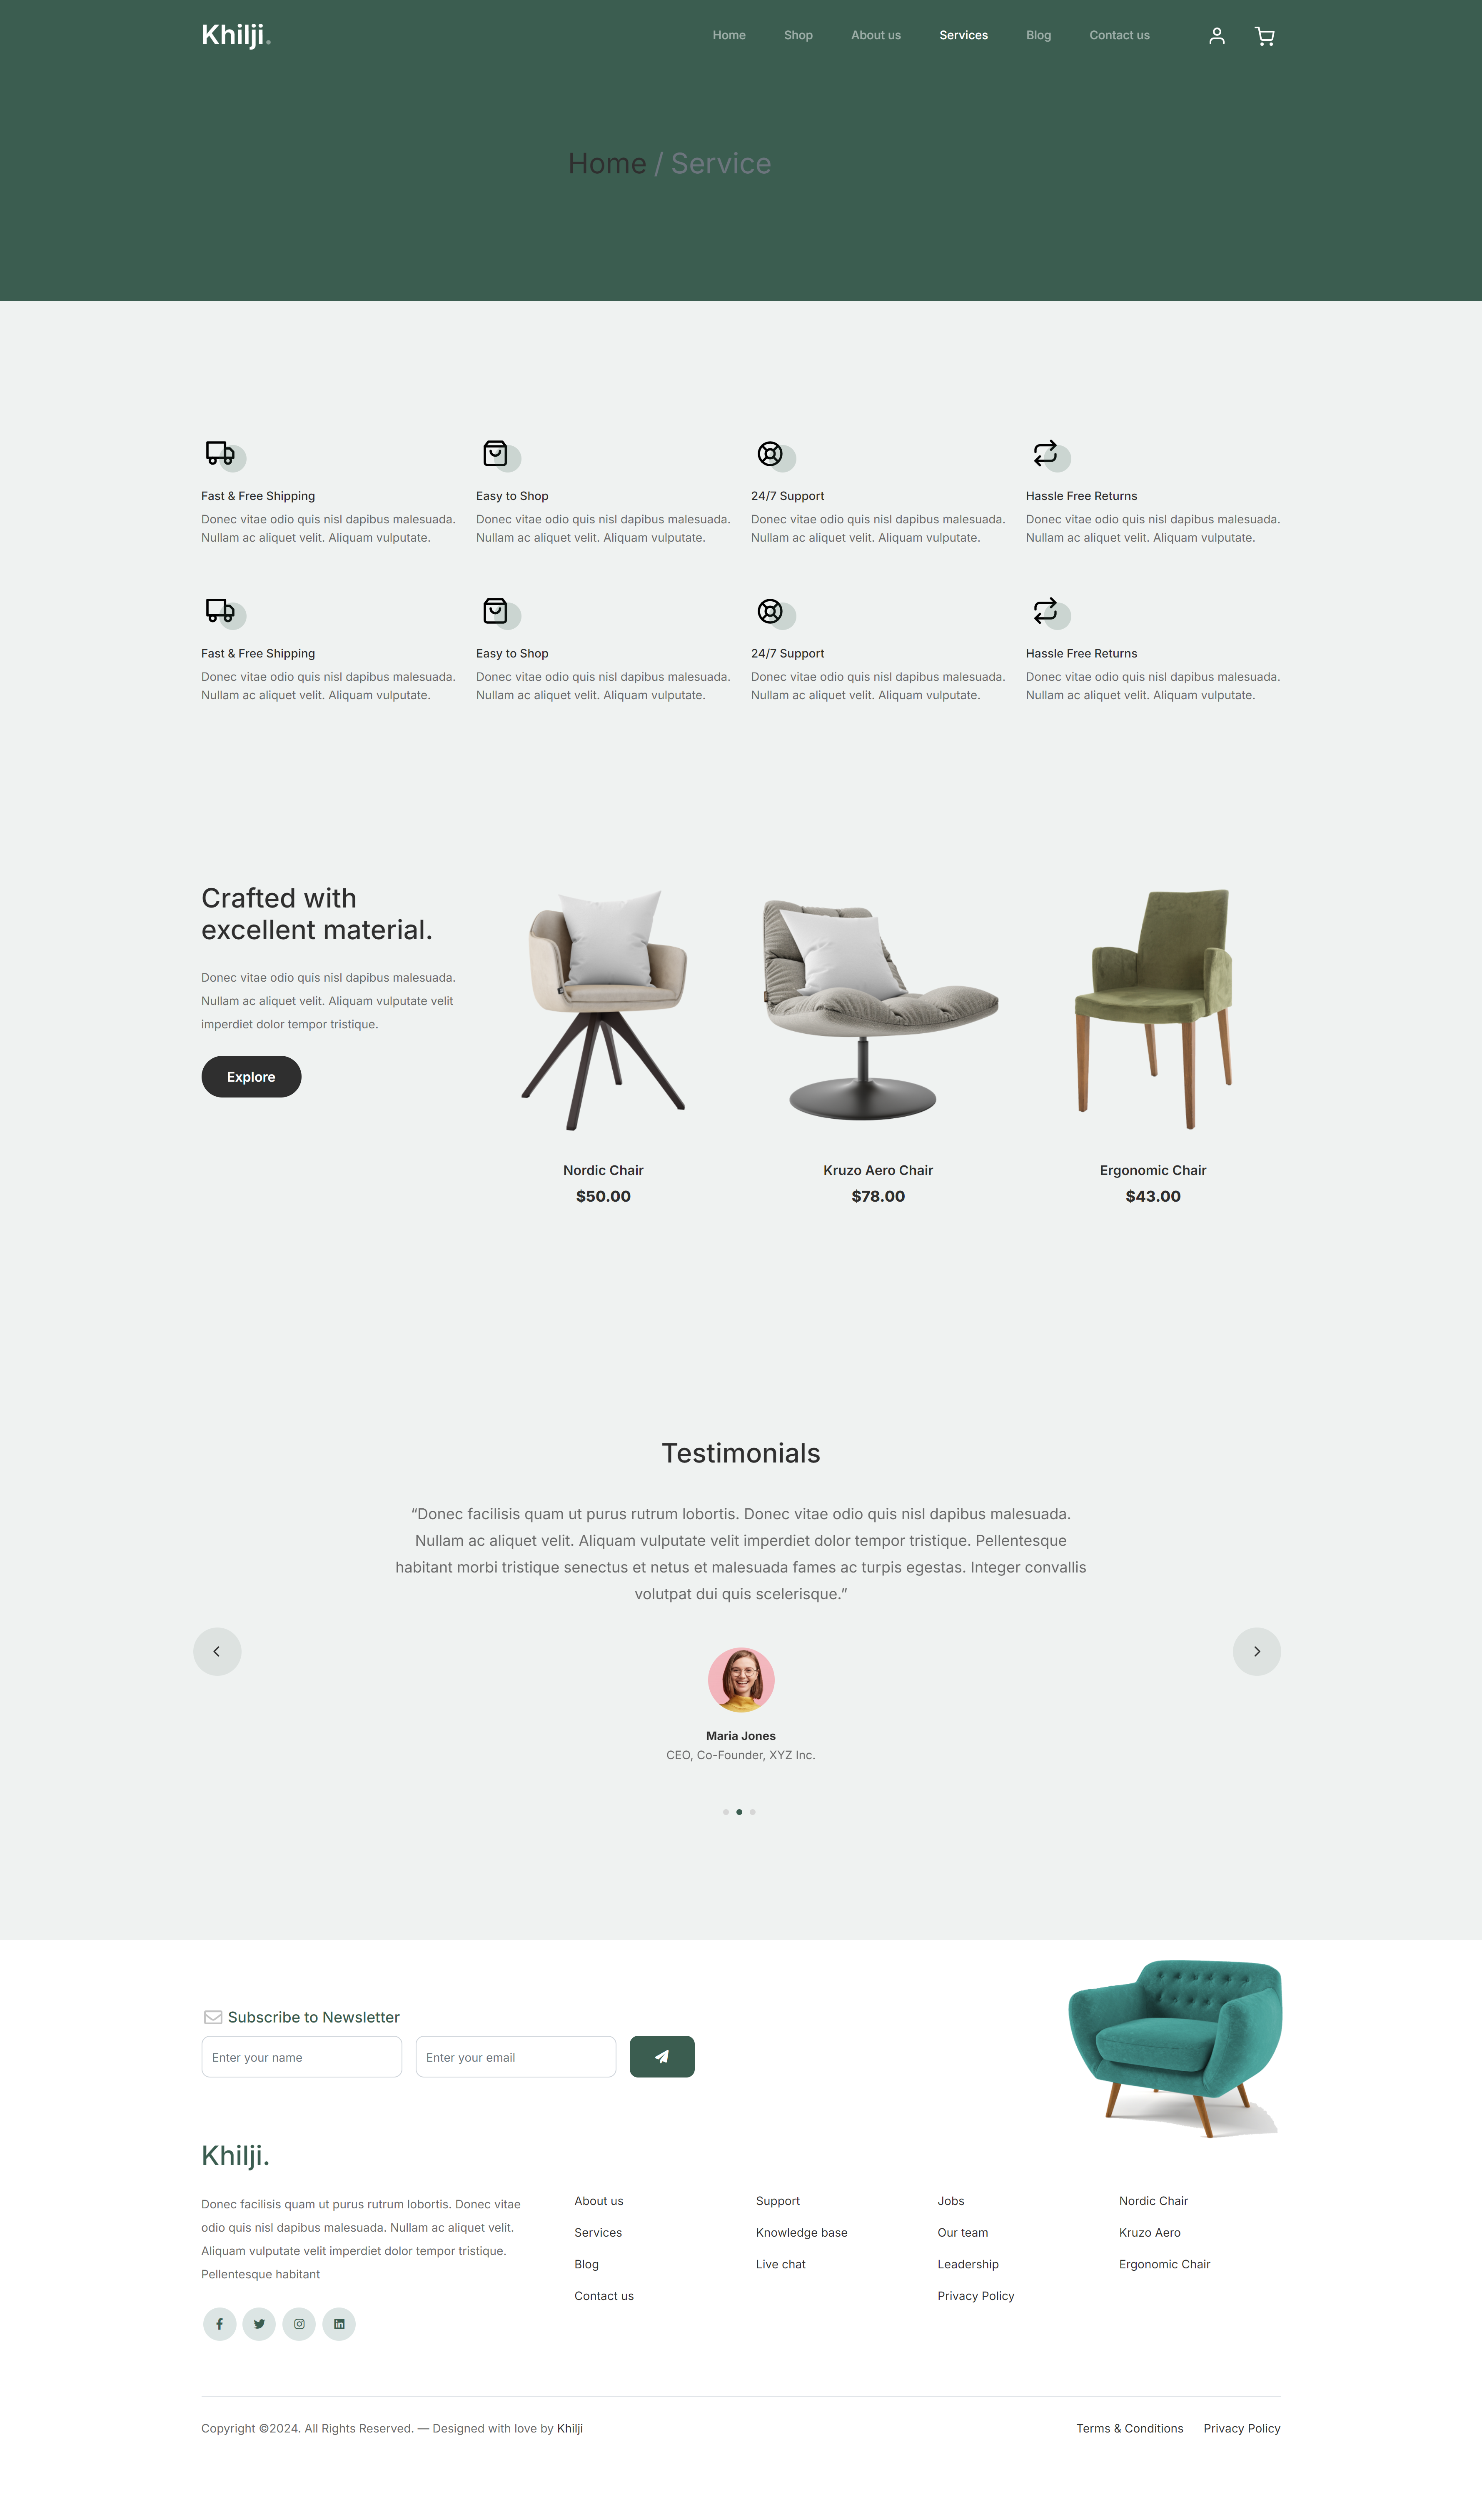 Khilji.
Home Shop About us Services Blog Contact us
Home / Service
Fast & Free Shipping
Donec vitae odio quis nisl dapibus malesuada.
Nullam ac aliquet velit. Aliquam vulputate.
Easy to Shop
Donec vitae odio quis nisl dapibus malesuada.
Nullam ac aliquet velit. Aliquam vulputate.
24/7 Support
Donec vitae odio quis nisl dapibus malesuada.
Nullam ac aliquet velit. Aliquam vulputate.
Hassle Free Returns
Donec vitae odio quis nisl dapibus malesuada.
Nullam ac aliquet velit. Aliquam vulputate.
Fast & Free Shipping
Donec vitae odio quis nisl dapibus malesuada.
Nullam ac aliquet velit. Aliquam vulputate.
Easy to Shop
Donec vitae odio quis nisl dapibus malesuada.
Nullam ac aliquet velit. Aliquam vulputate.
24/7 Support
Donec vitae odio quis nisl dapibus malesuada.
Nullam ac aliquet velit. Aliquam vulputate.
Hassle Free Returns
Donec vitae odio quis nisl dapibus malesuada.
Nullam ac aliquet velit. Aliquam vulputate.
Crafted with
excellent material.
Donec vitae odio quis nisl dapibus malesuada.
Nullam ac aliquet velit. Aliquam vulputate velit
imperdiet dolor tempor tristique.
Explore
Nordic Chair
$50.00
Kruzo Aero Chair
$78.00
Ergonomic Chair
$43.00
Testimonials
“Donec facilisis quam ut purus rutrum lobortis. Donec vitae odio quis nisl dapibus malesuada.
Nullam ac aliquet velit. Aliquam vulputate velit imperdiet dolor tempor tristique. Pellentesque
habitant morbi tristique senectus et netus et malesuada fames ac turpis egestas. Integer convallis
volutpat dui quis scelerisque.”
Maria Jones
CEO, Co-Founder, XYZ Inc.
Subscribe to Newsletter
Enter your name
Enter your email
Khilji.
Donec facilisis quam ut purus rutrum lobortis. Donec vitae
odio quis nisl dapibus malesuada. Nullam ac aliquet velit.
Aliquam vulputate velit imperdiet dolor tempor tristique.
Pellentesque habitant
About us
Services
Blog
Contact us
Support
Knowledge base
Live chat
Jobs
Our team
Leadership
Privacy Policy
Nordic Chair
Kruzo Aero
Ergonomic Chair
Copyright ©2024. All Rights Reserved. — Designed with love by Khilji
Terms & Conditions Privacy Policy